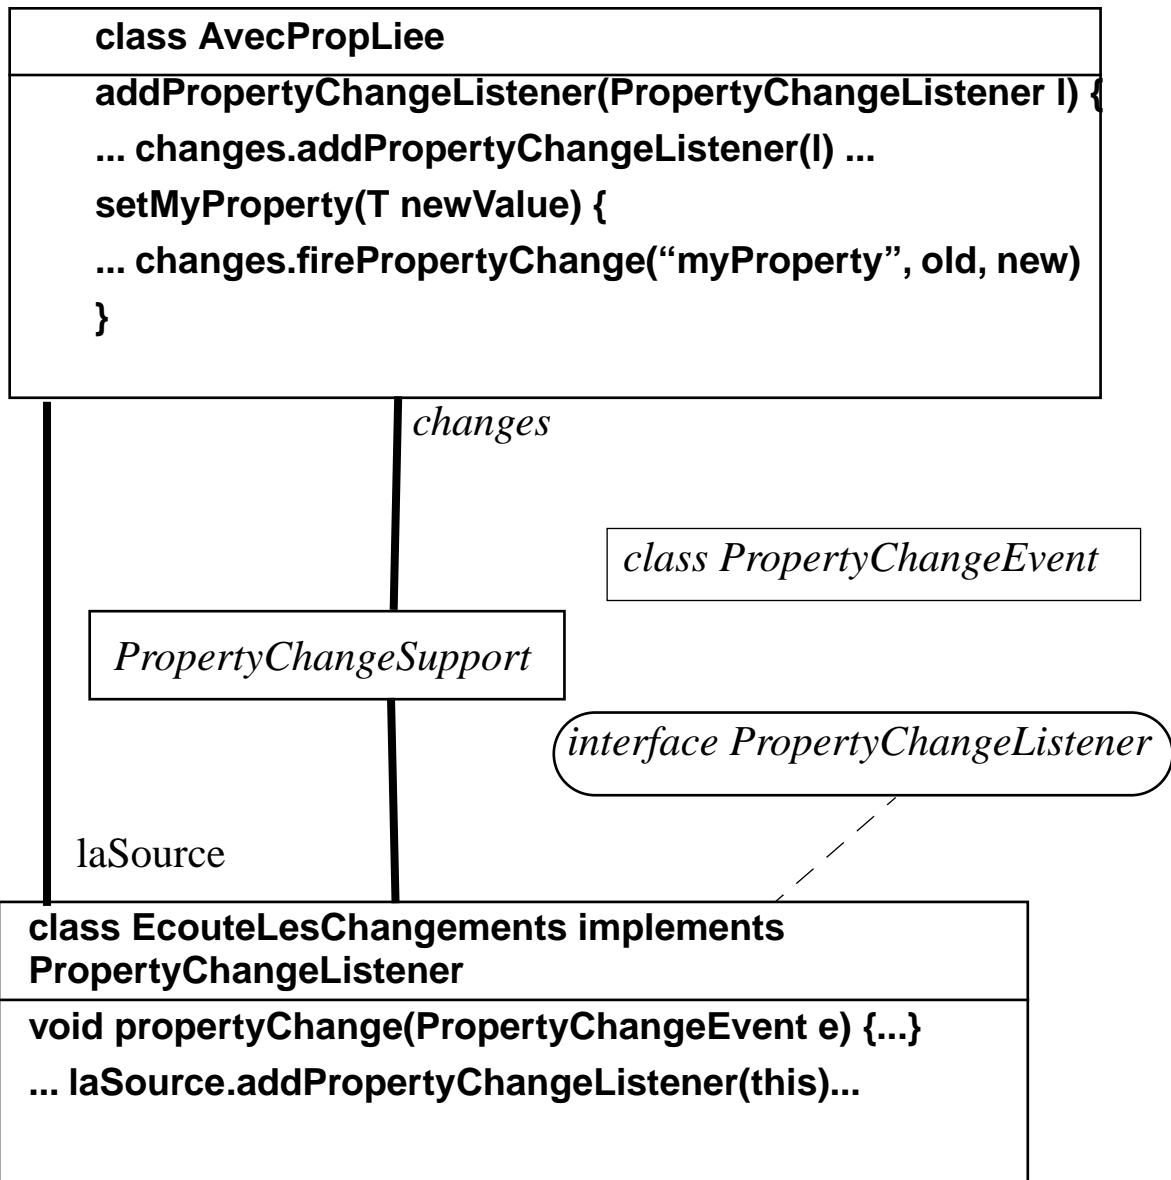 class AvecPropLiee
addPropertyChangeListener(PropertyChangeListener l) {
... changes.addPropertyChangeListener(l) ...
setMyProperty(T newValue) {
... changes.firePropertyChange(“myProperty”, old, new)
}
changes
class PropertyChangeEvent
PropertyChangeSupport
interface PropertyChangeListener
laSource
class EcouteLesChangements implements
PropertyChangeListener
void propertyChange(PropertyChangeEvent e) {...}
... laSource.addPropertyChangeListener(this)...